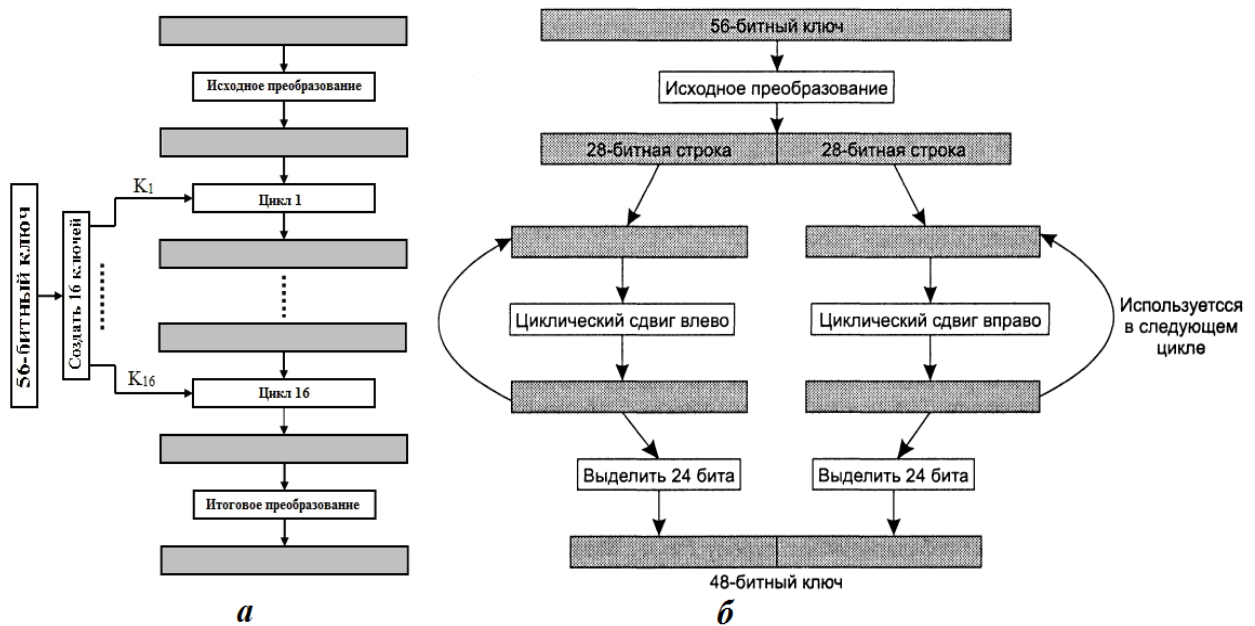 Исходное преобразование
K1
Цикл 1
56-битный ключ
Создать 16 ключей
K16
Цикл 16
Итоговое преобразование
а
56-битный ключ
Исходное преобразование
28-битная строка
28-битная строка
Циклический сдвиг влево
Циклический сдвиг вправо
Используетсся
в следующем
цикле
Выделить 24 бита
Выделить 24 бита
48-битный ключ
б